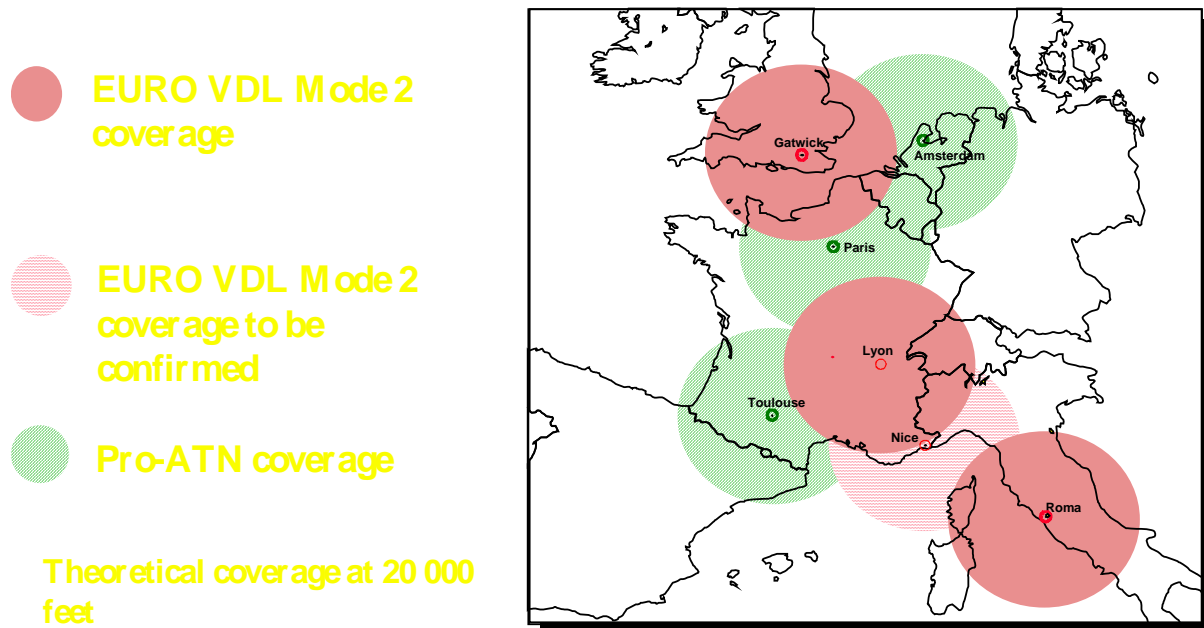 EURO VDL Mode 2
coverage
EURO VDL Mode 2
coverage to be
confirmed
Pro-ATN coverage
Theoretical coverage at 20 000
feet
Gatwick
Amsterdam
Paris
Lyon
Toulouse
Nice
Roma